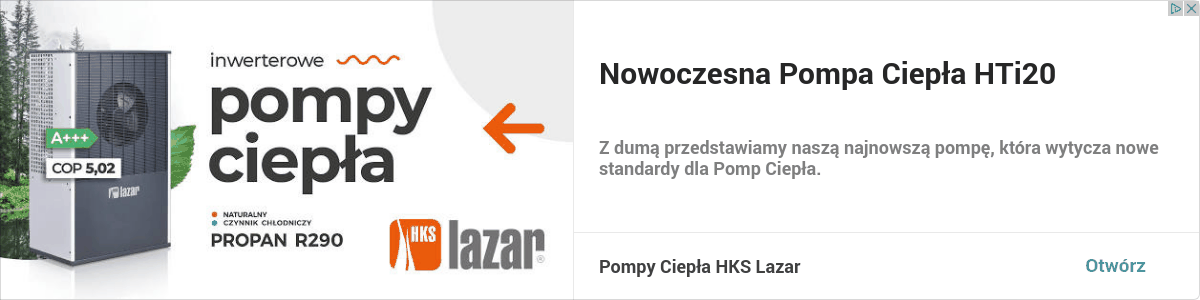 inwerterowe
pompy
ciepła
A+++
COP 5,02
lazar
NATURALNY
CZYNNIK CHŁODNICZY
PROPAN R290
HKS
lazar®
Nowoczesna Pompa Ciepła HTi20
Z dumą przedstawiamy naszą najnowszą pompę, która wytycza nowe
standardy dla Pomp Ciepła.
Pompy Ciepła HKS Lazar
Otwórz